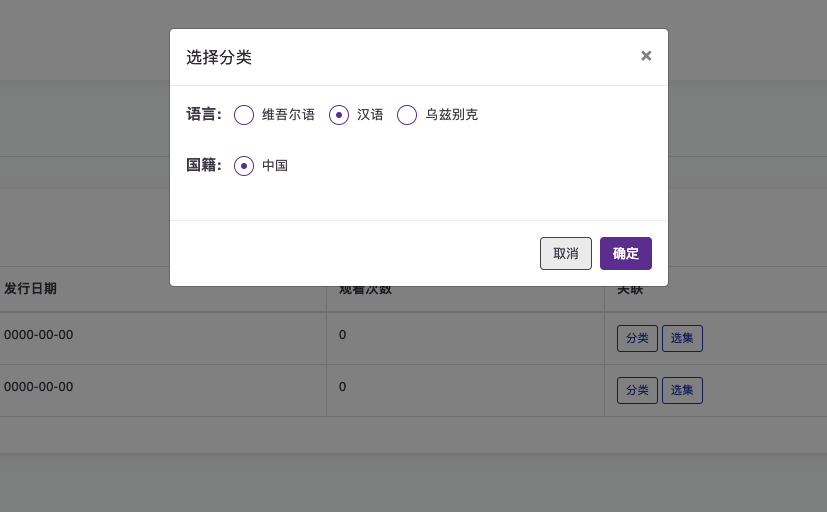 选择分类 ×
语言: 维吾尔语 汉语 乌兹别克
国籍: 中国
取消 确定
发行日期 观看次数 关联
0000-00-00 0 分类 选集
0000-00-00 0 分类 选集